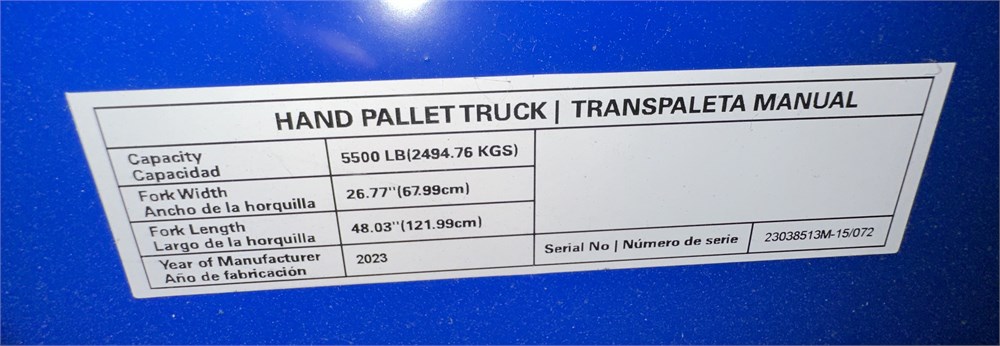 HAND PALLET TRUCK | TRANSPALETA MANUAL
Capacity
Capacidad
5500 LB(2494.76 KGS)
Fork Width
Ancho de la horquilla
26.77"(67.99cm)
Fork Length
Largo de la horquilla
48.03"(121.99cm)
Year of Manufacturer
Año de fabricación
2023
Serial No | Número de serie
23038513M-15/072